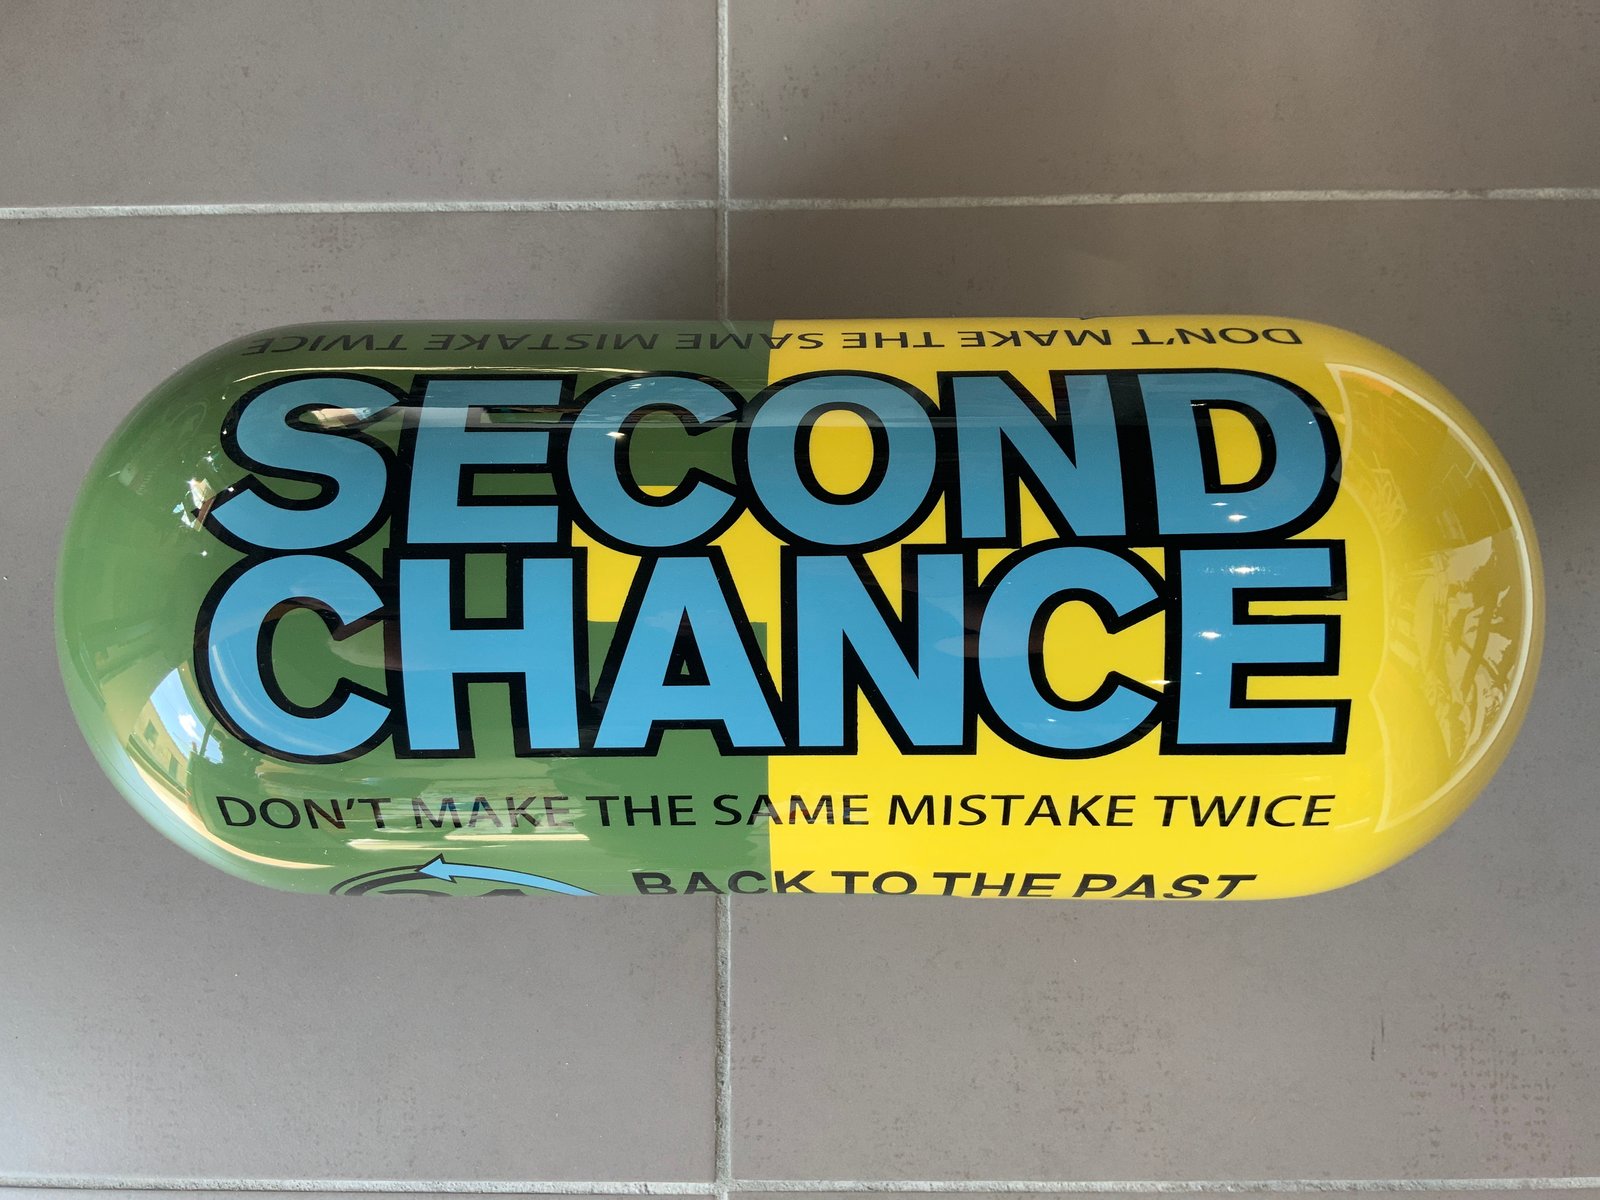 DON'T MAKE THE SAME MISTAKE TWICE
SECOND
CHANCE
DON'T MAKE THE SAME MISTAKE TWICE
BACK TO THE PAST